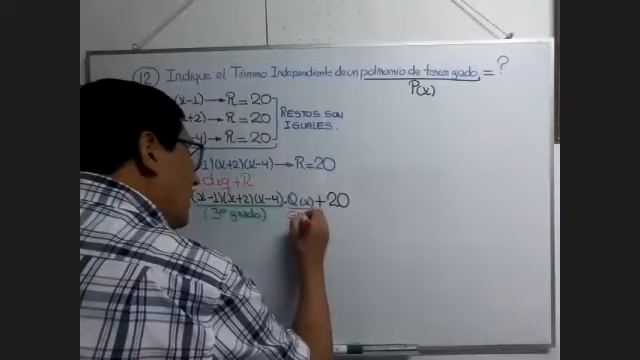 12 Indique el Término Independiente de un polinomio de tercer grado = ?
P(x)
(x-1) → R = 20
x+2) → R = 20
-4) → R = 20
RESTOS SON
IGUALES.
-1)(x+2)(x-4) → R = 20
dxq + R
(x-1)(x+2)(x-4).Q(x) + 20
(3er grado)